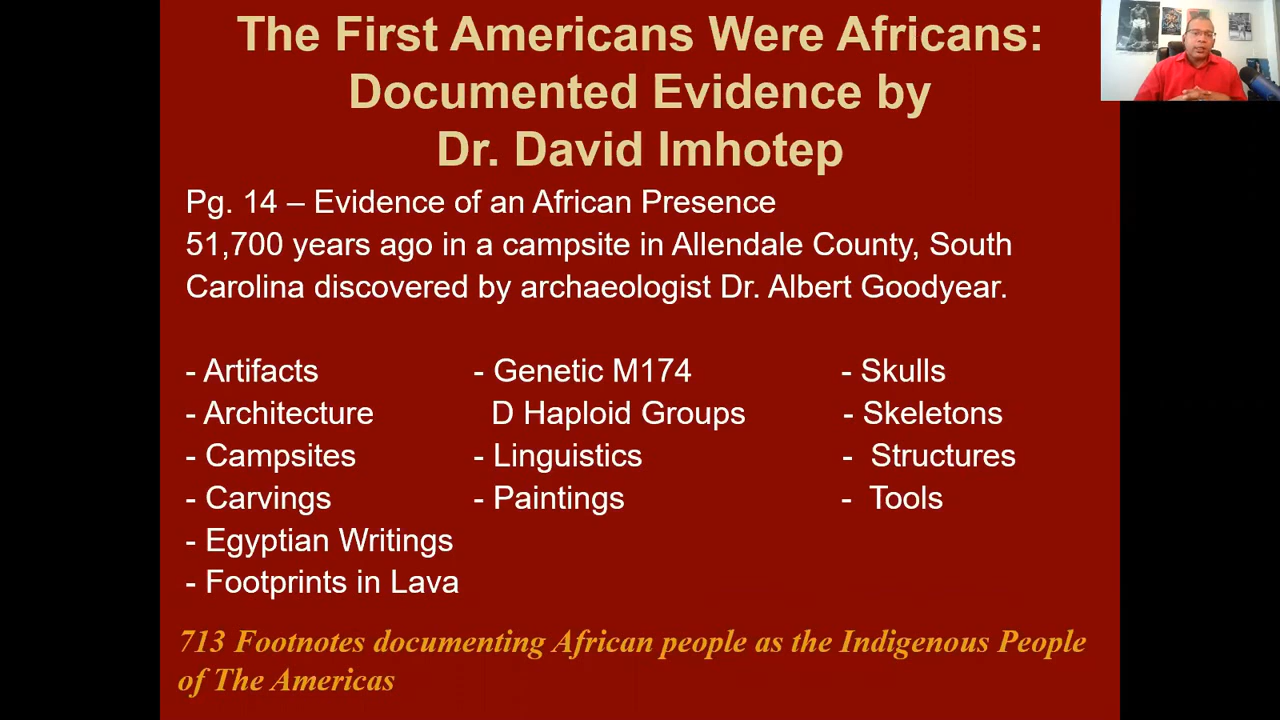 The First Americans Were Africans:
Documented Evidence by
Dr. David Imhotep
Pg. 14 – Evidence of an African Presence
51,700 years ago in a campsite in Allendale County, South
Carolina discovered by archaeologist Dr. Albert Goodyear.
- Artifacts - Genetic M174 - Skulls
- Architecture D Haploid Groups - Skeletons
- Campsites - Linguistics - Structures
- Carvings - Paintings - Tools
- Egyptian Writings
- Footprints in Lava
713 Footnotes documenting African people as the Indigenous People
of The Americas